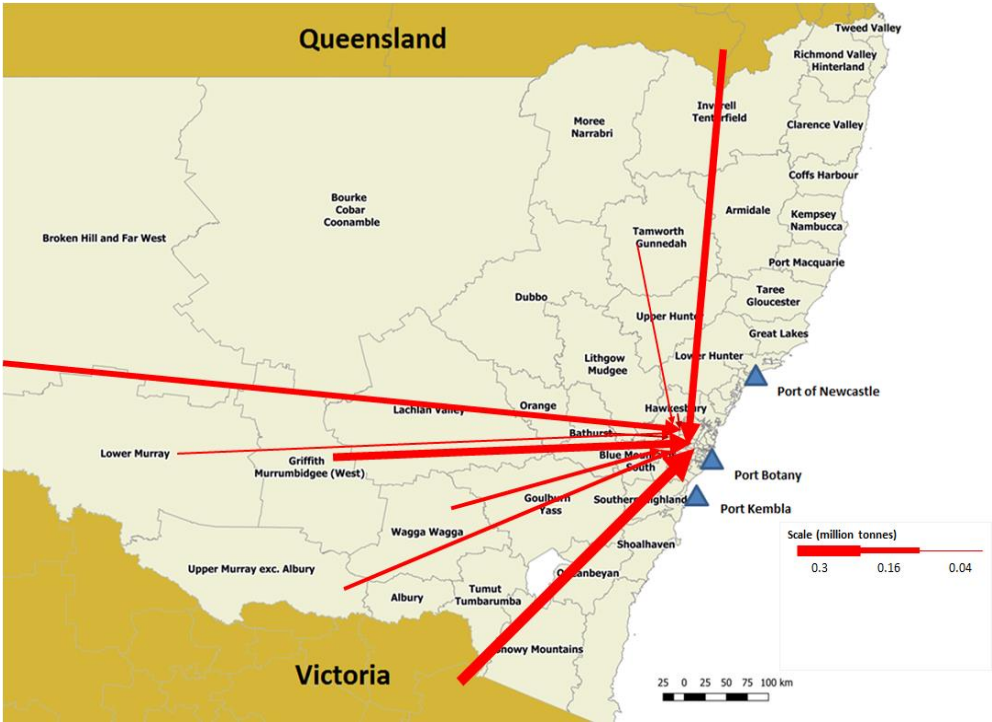 Queensland
Tweed Valley
Richmond Valley
Hinterland
Inverell
Tenterfield
Moree
Narrabri
Clarence Valley
Coffs Harbour
Bourke
Cobar
Coonamble
Armidale
Kempsey
Nambucca
Broken Hill and Far West
Tamworth
Gunnedah
Port Macquarie
Taree
Gloucester
Dubbo
Upper Hunter
Great Lakes
Lithgow
Mudgee
Lower Hunter
Port of Newcastle
Lachlan Valley
Orange
Hawkesbury
Bathurst
Lower Murray
Griffith
Murrumbidgee (West)
Blue Mountains
South
Port Botany
Goulburn
Yass
Southern Highland
Port Kembla
Wagga Wagga
Scale (million tonnes)
0.3 0.16 0.04
Shoalhaven
Upper Murray exc. Albury
Queanbeyan
Albury
Tumut
Tumbarumba
Snowy Mountains
Victoria
25 0 25 50 75 100 km